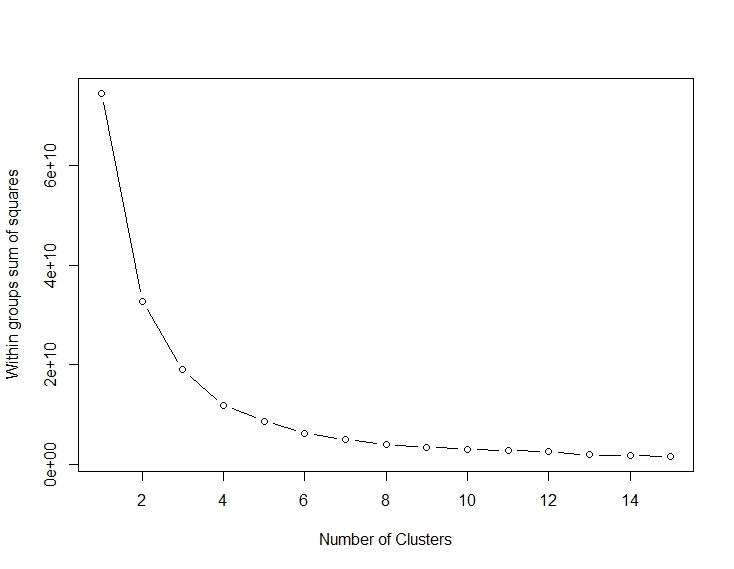 6e+10
4e+10
2e+10
0e+00
Within groups sum of squares
2 4 6 8 10 12 14
Number of Clusters